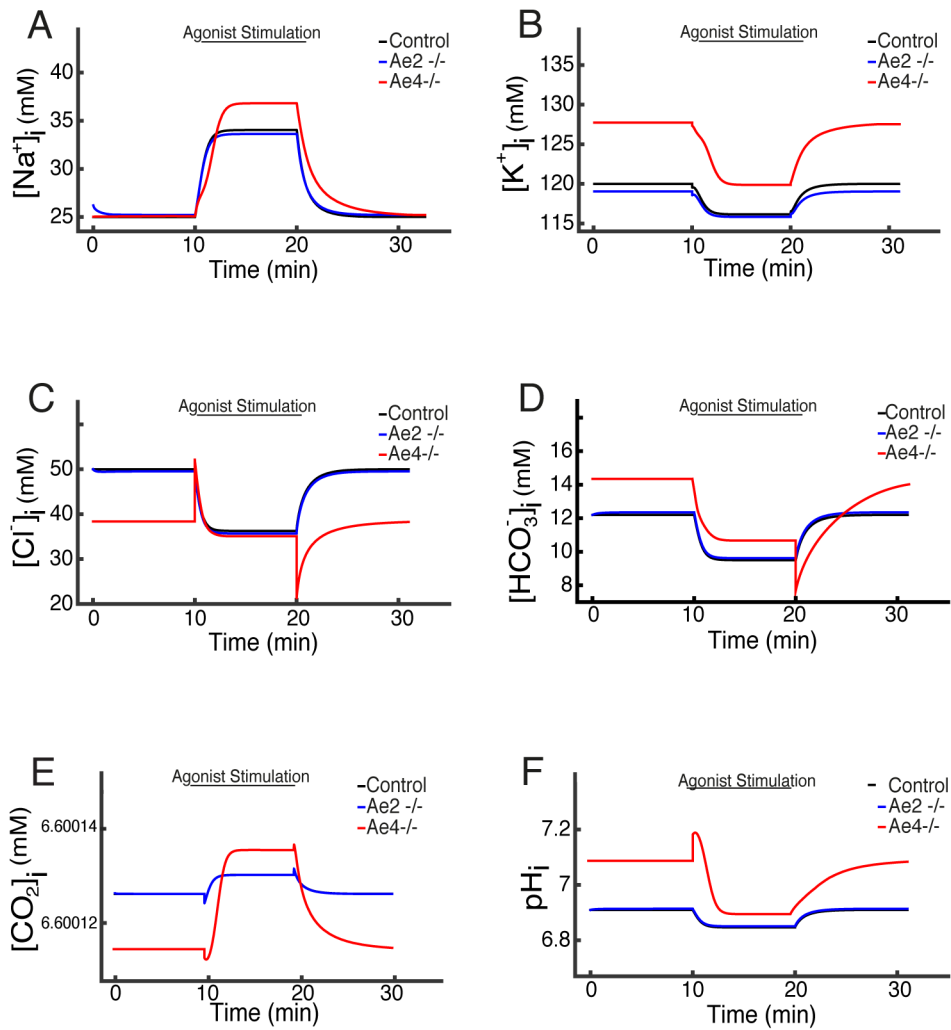 A
Agonist Stimulation
Control
Ae2 -/-
Ae4-/-
[Na+]i (mM)
40
35
30
25
0 10 20 30
Time (min)
B
Agonist Stimulation
Control
Ae2 -/-
Ae4-/-
[K+]i (mM)
135
130
120
115
0 10 20 30
Time (min)
C
Agonist Stimulation
Control
Ae2 -/-
Ae4-/-
[Cl-]i (mM)
50
40
30
20
0 10 20 30
Time (min)
D
Agonist Stimulation
Control
Ae2 -/-
Ae4-/-
[HCO3-]i (mM)
16
14
12
10
8
0 10 20 30
Time (min)
E
Agonist Stimulation
Control
Ae2 -/-
Ae4-/-
[CO2]i (mM)
6.60014
6.60012
0 10 20 30
Time (min)
F
Agonist Stimulation
Control
Ae2 -/-
Ae4-/-
pHi
7.2
7
6.8
0 10 20 30
Time (min)